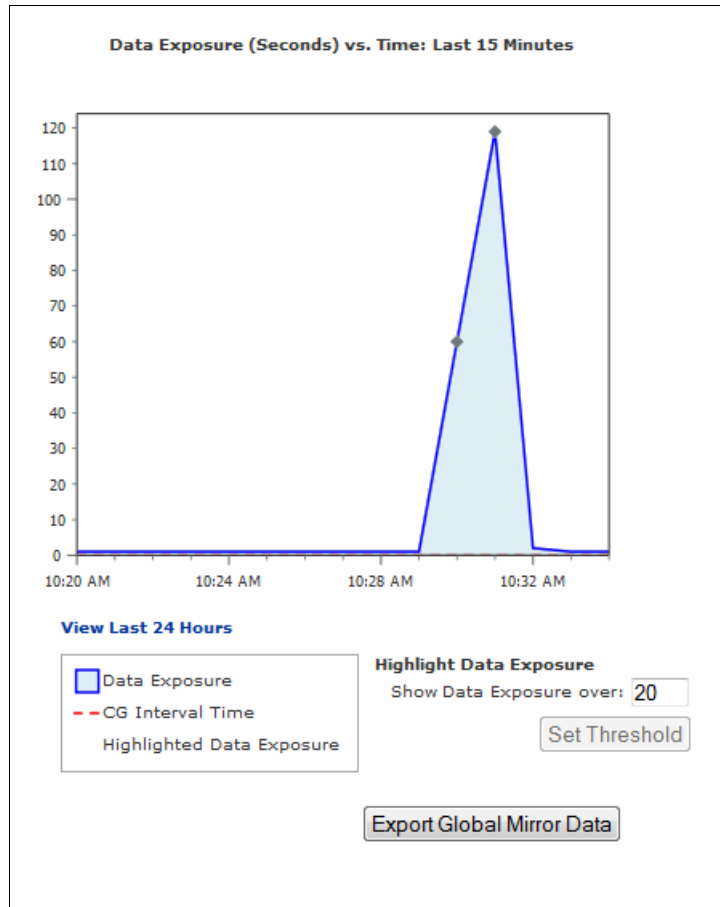 Data Exposure (Seconds) vs. Time: Last 15 Minutes
120
110
100
90
80
70
60
50
40
30
20
10
0
10:20 AM 10:24 AM 10:28 AM 10:32 AM
View Last 24 Hours
Data Exposure
CG Interval Time
Highlighted Data Exposure
Highlight Data Exposure
Show Data Exposure over: 20
Set Threshold
Export Global Mirror Data